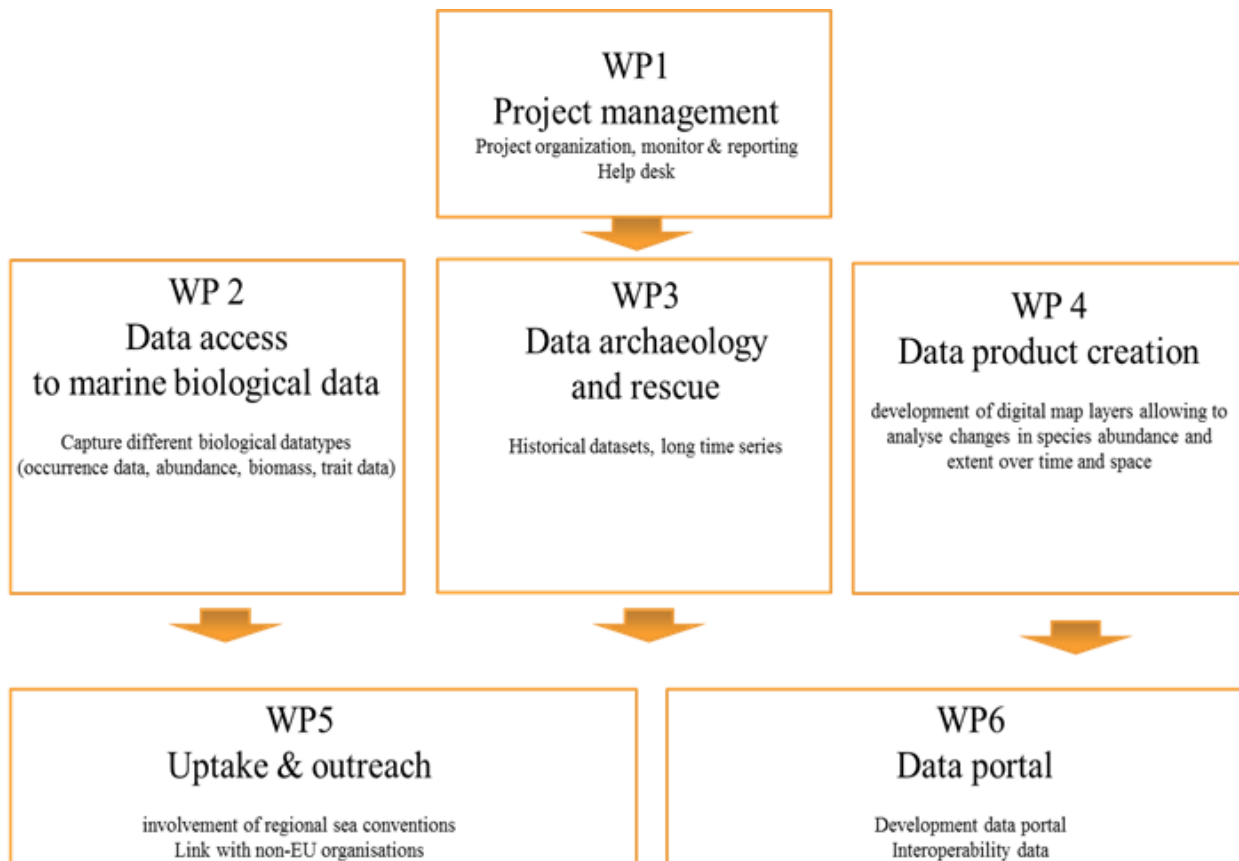 WP1
Project management
Project organization, monitor & reporting
Help desk
WP 2
Data access
to marine biological data
Capture different biological datatypes
(occurrence data, abundance, biomass, trait data)
WP3
Data archaeology
and rescue
Historical datasets, long time series
WP 4
Data product creation
development of digital map layers allowing to
analyse changes in species abundance and
extent over time and space
WP5
Uptake & outreach
involvement of regional sea conventions
Link with non-EU organisations
WP6
Data portal
Development data portal
Interoperability data